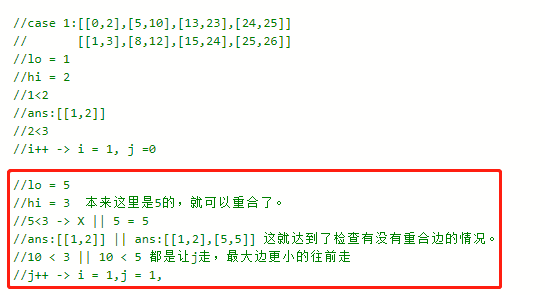 //case 1:[[0,2],[5,10],[13,23],[24,25]]
//       [[1,3],[8,12],[15,24],[25,26]]
//lo = 1
//hi = 2
//1<2
//ans:[[1,2]]
//2<3
//i++ -> i = 1, j =0
//lo = 5
//hi = 3  本来这里是5的，就可以重合了。
//5<3 -> X || 5 = 5
//ans:[[1,2]] || ans:[[1,2],[5,5]] 这就达到了检查有没有重合边的情况。
//10 < 3 || 10 < 5 都是让j走，最大边更小的往前走
//j++ -> i = 1,j = 1,